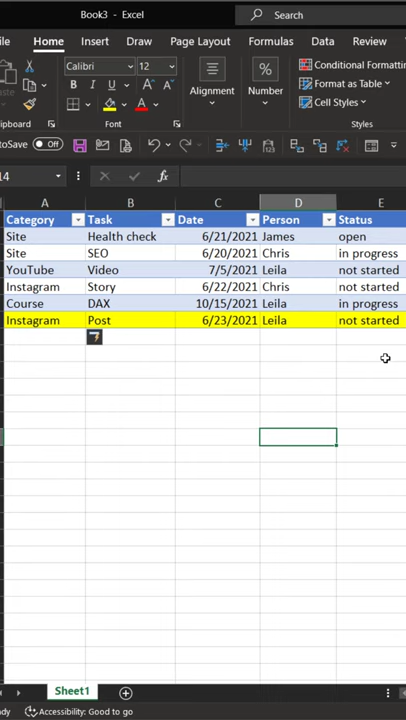 Book3 - Excel
Search
Home Insert Draw Page Layout Formulas Data Review
Calibri 12
B I U A A
A
Alignment
%
Number
Conditional Formatting
Format as Table
Cell Styles
Font
Styles
Off
fx
A B C D E
Category Task Date Person Status
Site Health check 6/21/2021 James open
Site SEO 6/20/2021 Chris in progress
YouTube Video 7/5/2021 Leila not started
Instagram Story 6/22/2021 Chris not started
Course DAX 10/15/2021 Leila in progress
Instagram Post 6/23/2021 Leila not started
Sheet1
Accessibility: Good to go